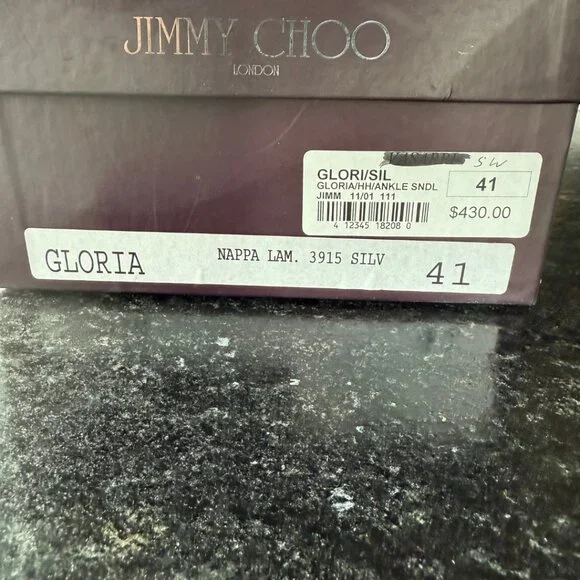 JIMMY CHOO
LONDON
SW
GLORI/SIL
GLORIA/HH/ANKLE SNDL
41
JIMM 11/01 111
4 12345 18208 0
$430.00
GLORIA NAPPA LAM. 3915 SILV 41